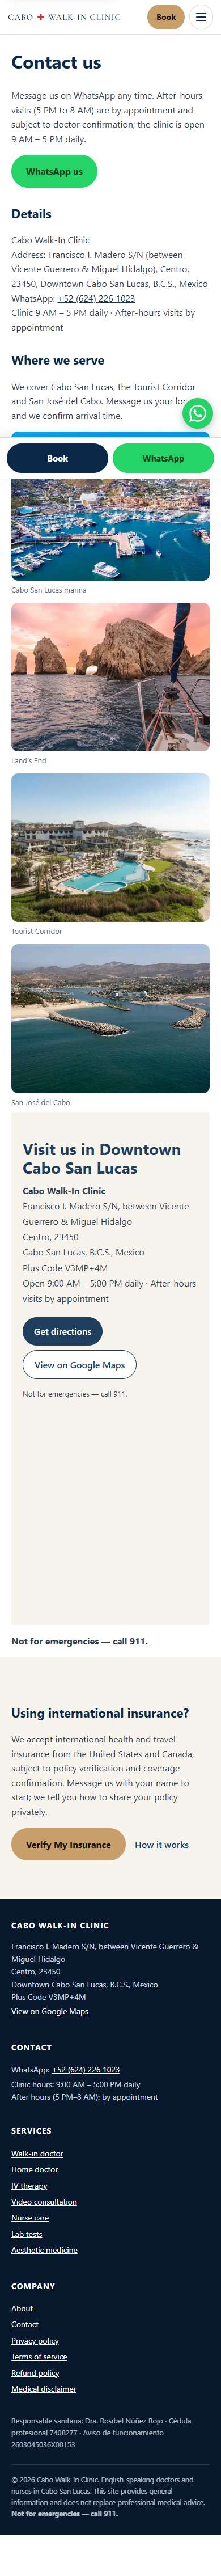 CABO + WALK-IN CLINIC
Book
Contact us
Message us on WhatsApp any time. After-hours
visits (5 PM to 8 AM) are by appointment and
subject to doctor confirmation; the clinic is open
9 AM – 5 PM daily.
WhatsApp us
Details
Cabo Walk-In Clinic
Address: Francisco I. Madero S/N (between
Vicente Guerrero & Miguel Hidalgo), Centro,
23450, Downtown Cabo San Lucas, B.C.S., Mexico
WhatsApp: +52 (624) 226 1023
Clinic 9 AM – 5 PM daily · After-hours visits by
appointment
Where we serve
We cover Cabo San Lucas, the Tourist Corridor
and San José del Cabo. Message us your
and we confirm arrival time.
Book
WhatsApp
Cabo San Lucas marina
Land's End
Tourist Corridor
San José del Cabo
Visit us in Downtown
Cabo San Lucas
Cabo Walk-In Clinic
Francisco I. Madero S/N, between Vicente
Guerrero & Miguel Hidalgo
Centro, 23450
Cabo San Lucas, B.C.S., Mexico
Plus Code V3MP+4M
Open 9:00 AM – 5:00 PM daily · After-hours
visits by appointment
Get directions
View on Google Maps
Not for emergencies — call 911.
Not for emergencies — call 911.
Using international insurance?
We accept international health and travel
insurance from the United States and Canada,
subject to policy verification and coverage
confirmation. Message us with your name to
start; we tell you how to share your policy
privately.
Verify My Insurance
How it works
CABO WALK-IN CLINIC
Francisco I. Madero S/N, between Vicente Guerrero &
Miguel Hidalgo
Centro, 23450
Downtown Cabo San Lucas, B.C.S., Mexico
Plus Code V3MP+4M
View on Google Maps
CONTACT
WhatsApp: +52 (624) 226 1023
Clinic hours: 9:00 AM – 5:00 PM daily
After hours (5 PM–8 AM): by appointment
SERVICES
Walk-in doctor
Home doctor
IV therapy
Video consultation
Nurse care
Lab tests
Aesthetic medicine
COMPANY
About
Contact
Privacy policy
Terms of service
Refund policy
Medical disclaimer
Responsable sanitaria: Dra. Rosibel Núñez Rojo · Cédula
profesional 7408277 · Aviso de funcionamiento
2603045036X00153
© 2026 Cabo Walk-In Clinic. English-speaking doctors and
nurses in Cabo San Lucas. This site provides general
information and does not replace professional medical advice.
Not for emergencies — call 911.